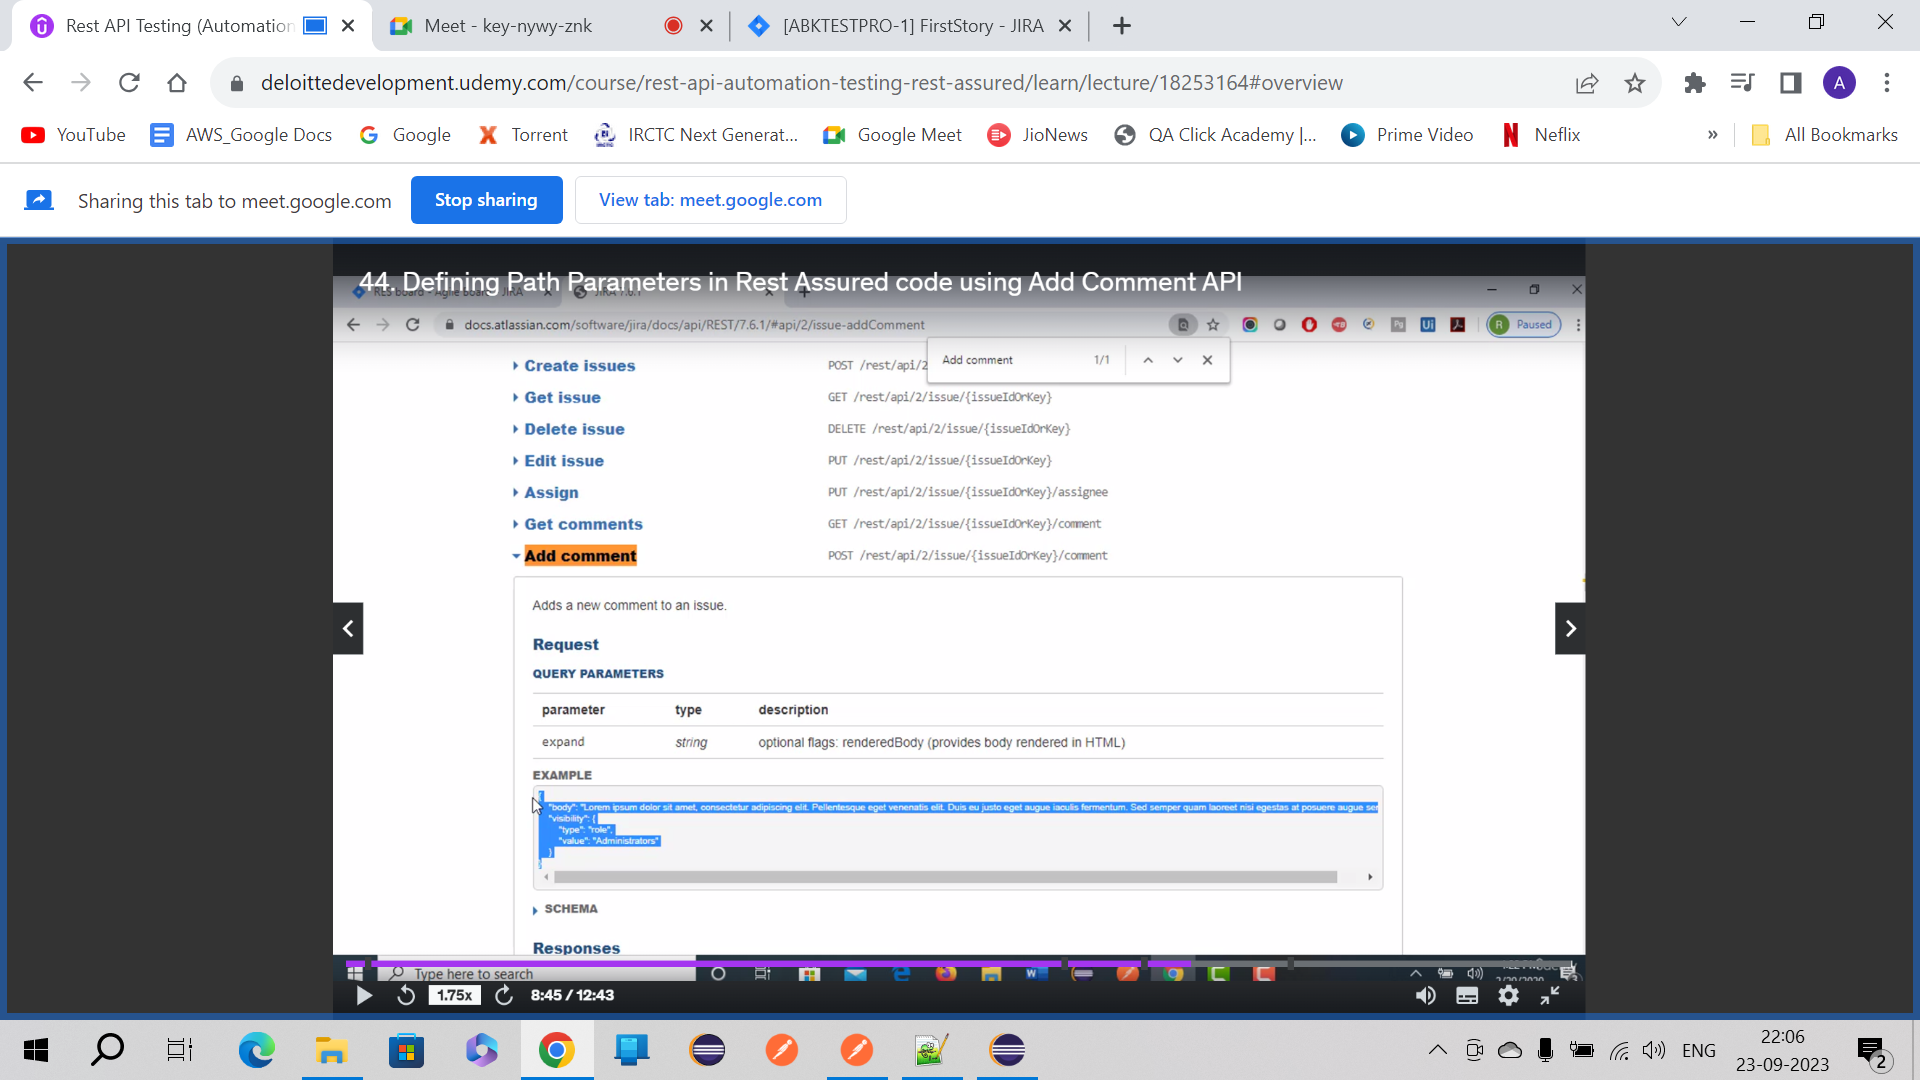 Rest API Testing (Automation
Meet - key-nywy-znk
[ABKTESTPRO-1] FirstStory - JIRA
deloittedevelopment.udemy.com/course/rest-api-automation-testing-rest-assured/learn/lecture/18253164#overview
A
YouTube
AWS_Google Docs
Google
Torrent
IRCTC Next Generat...
Google Meet
JioNews
QA Click Academy |...
Prime Video
Neflix
»
All Bookmarks
Sharing this tab to meet.google.com
Stop sharing
View tab: meet.google.com
44. Defining Path Parameters in Rest Assured code using Add Comment API
docs.atlassian.com/software/jira/docs/api/REST/7.6.1/#api/2/issue-addComment
R Paused
Add comment 1/1
Create issues POST /rest/api/2
Get issue GET /rest/api/2/issue/{issueIdOrKey}
Delete issue DELETE /rest/api/2/issue/{issueIdOrKey}
Edit issue PUT /rest/api/2/issue/{issueIdOrKey}
Assign PUT /rest/api/2/issue/{issueIdOrKey}/assignee
Get comments GET /rest/api/2/issue/{issueIdOrKey}/comment
Add comment POST /rest/api/2/issue/{issueIdOrKey}/comment
Adds a new comment to an issue.
Request
QUERY PARAMETERS
parameter type description
expand string optional flags: renderedBody (provides body rendered in HTML)
EXAMPLE
{
"body": "Lorem ipsum dolor sit amet, consectetur adipiscing elit. Pellentesque eget venenatis elit. Duis eu justo eget augue iaculis fermentum. Sed semper quam laoreet nisi egestas at posuere augue ser
"visibility": {
"type": "role",
"value": "Administrators"
}
}
SCHEMA
Responses
Type here to search
1.75x
8:45 / 12:43
ENG
22:06
23-09-2023
2